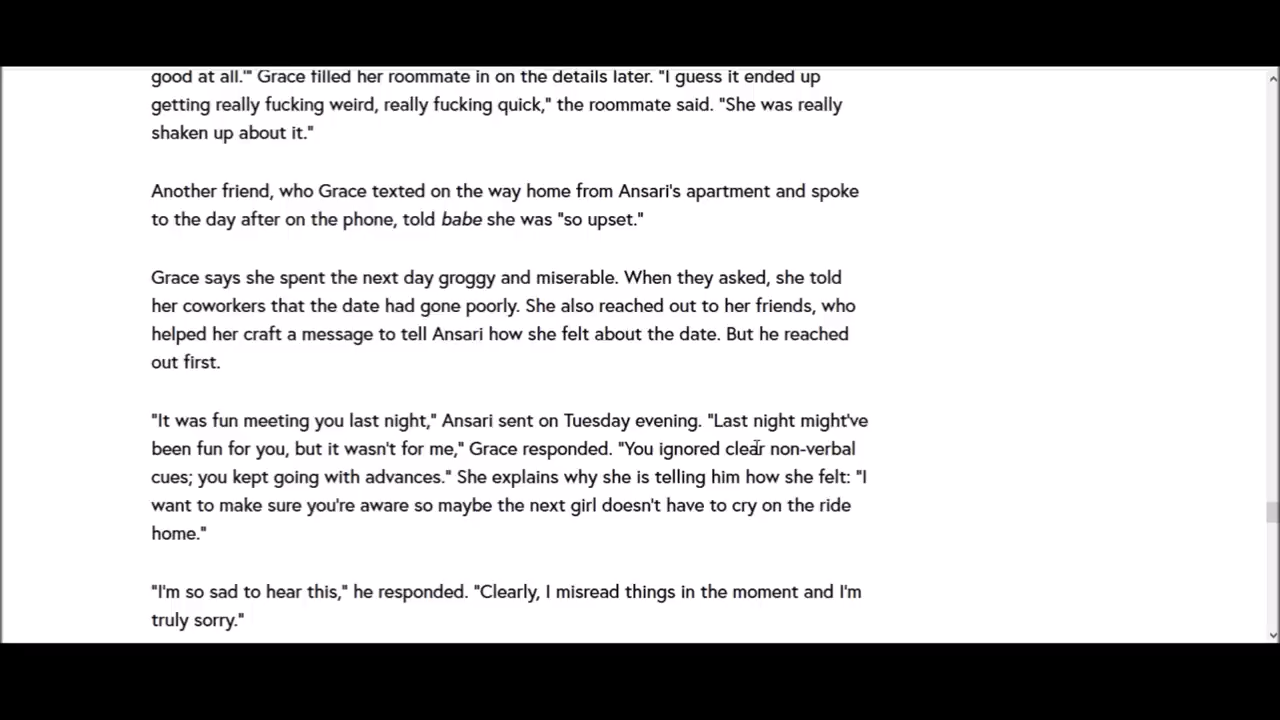 good at all.'" Grace filled her roommate in on the details later. "I guess it ended up
getting really fucking weird, really fucking quick," the roommate said. "She was really
shaken up about it."
Another friend, who Grace texted on the way home from Ansari's apartment and spoke
to the day after on the phone, told babe she was "so upset."
Grace says she spent the next day groggy and miserable. When they asked, she told
her coworkers that the date had gone poorly. She also reached out to her friends, who
helped her craft a message to tell Ansari how she felt about the date. But he reached
out first.
"It was fun meeting you last night," Ansari sent on Tuesday evening. "Last night might've
been fun for you, but it wasn't for me," Grace responded. "You ignored clear non-verbal
cues; you kept going with advances." She explains why she is telling him how she felt: "I
want to make sure you're aware so maybe the next girl doesn't have to cry on the ride
home."
"I'm so sad to hear this," he responded. "Clearly, I misread things in the moment and I'm
truly sorry."